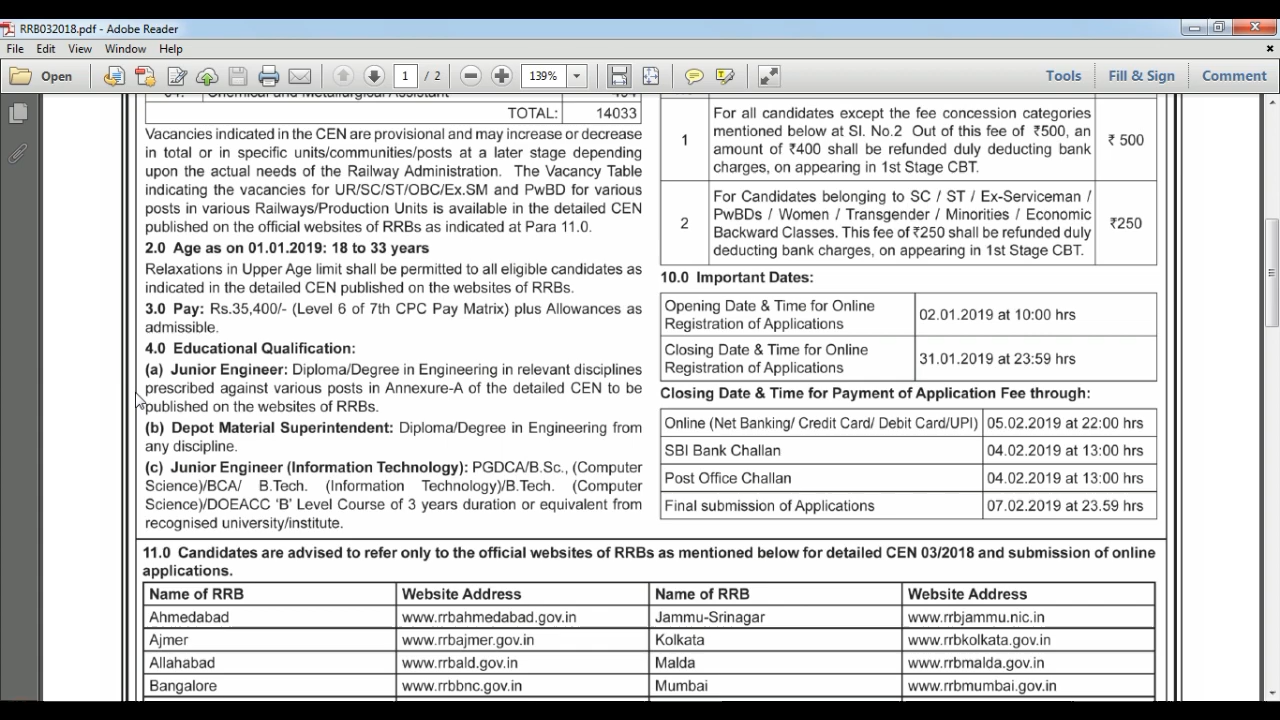 RRB032018.pdf - Adobe Reader
File Edit View Window Help
Open 1 / 2 139% Tools Fill & Sign Comment
TOTAL: 14033
Vacancies indicated in the CEN are provisional and may increase or decrease
in total or in specific units/communities/posts at a later stage depending
upon the actual needs of the Railway Administration. The Vacancy Table
indicating the vacancies for UR/SC/ST/OBC/Ex.SM and PwBD for various
posts in various Railways/Production Units is available in the detailed CEN
published on the official websites of RRBs as indicated at Para 11.0.
2.0 Age as on 01.01.2019: 18 to 33 years
Relaxations in Upper Age limit shall be permitted to all eligible candidates as
indicated in the detailed CEN published on the websites of RRBs.
3.0 Pay: Rs.35,400/- (Level 6 of 7th CPC Pay Matrix) plus Allowances as
admissible.
4.0 Educational Qualification:
(a) Junior Engineer: Diploma/Degree in Engineering in relevant disciplines
prescribed against various posts in Annexure-A of the detailed CEN to be
published on the websites of RRBs.
(b) Depot Material Superintendent: Diploma/Degree in Engineering from
any discipline.
(c) Junior Engineer (Information Technology): PGDCA/B.Sc., (Computer
Science)/BCA/ B.Tech. (Information Technology)/B.Tech. (Computer
Science)/DOEACC 'B' Level Course of 3 years duration or equivalent from
recognised university/institute.
For all candidates except the fee concession categories
mentioned below at Sl. No.2 Out of this fee of ₹500, an
1 amount of ₹400 shall be refunded duly deducting bank ₹ 500
charges, on appearing in 1st Stage CBT.
For Candidates belonging to SC / ST / Ex-Serviceman /
PwBDs / Women / Transgender / Minorities / Economic
2 Backward Classes. This fee of ₹250 shall be refunded duly ₹250
deducting bank charges, on appearing in 1st Stage CBT.
10.0 Important Dates:
Opening Date & Time for Online
Registration of Applications 02.01.2019 at 10:00 hrs
Closing Date & Time for Online
Registration of Applications 31.01.2019 at 23:59 hrs
Closing Date & Time for Payment of Application Fee through:
Online (Net Banking/ Credit Card/ Debit Card/UPI) 05.02.2019 at 22:00 hrs
SBI Bank Challan 04.02.2019 at 13:00 hrs
Post Office Challan 04.02.2019 at 13:00 hrs
Final submission of Applications 07.02.2019 at 23.59 hrs
11.0 Candidates are advised to refer only to the official websites of RRBs as mentioned below for detailed CEN 03/2018 and submission of online
applications.
Name of RRB Website Address Name of RRB Website Address
Ahmedabad www.rrbahmedabad.gov.in Jammu-Srinagar www.rrbjammu.nic.in
Ajmer www.rrbajmer.gov.in Kolkata www.rrbkolkata.gov.in
Allahabad www.rrbald.gov.in Malda www.rrbmalda.gov.in
Bangalore www.rrbbnc.gov.in Mumbai www.rrbmumbai.gov.in